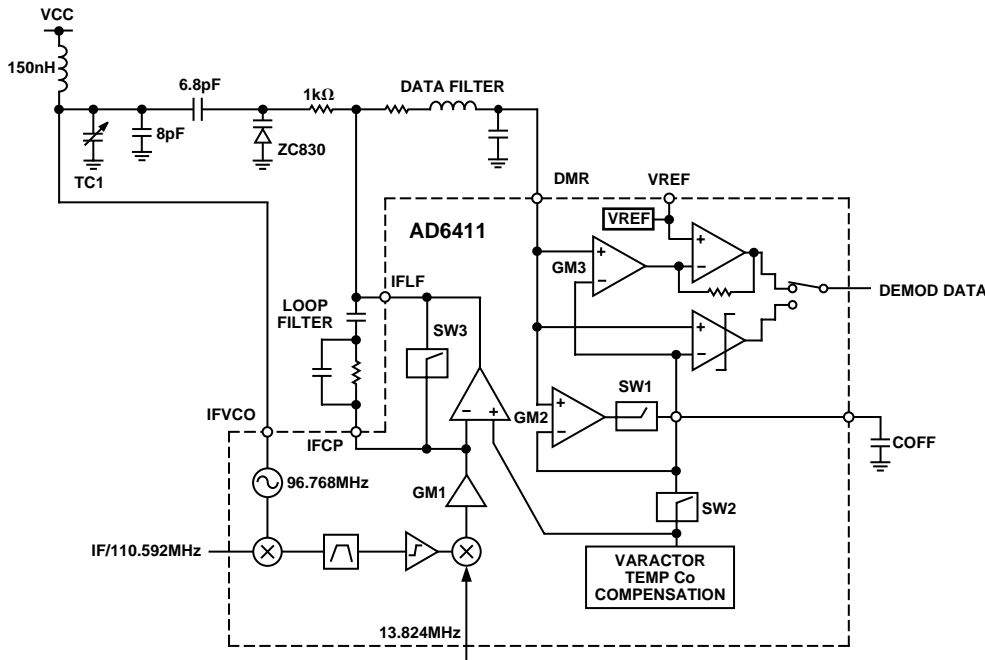 VCC
150nH
6.8pF
1kΩ
DATA FILTER
8pF
ZC830
TC1
DMR
VREF
VREF
AD6411
GM3
IFLF
DEMOD DATA
LOOP
FILTER
SW3
SW1
GM2
IFVCO
IFCP
COFF
96.768MHz
GM1
SW2
IF/110.592MHz
VARACTOR
TEMP Co
COMPENSATION
13.824MHz